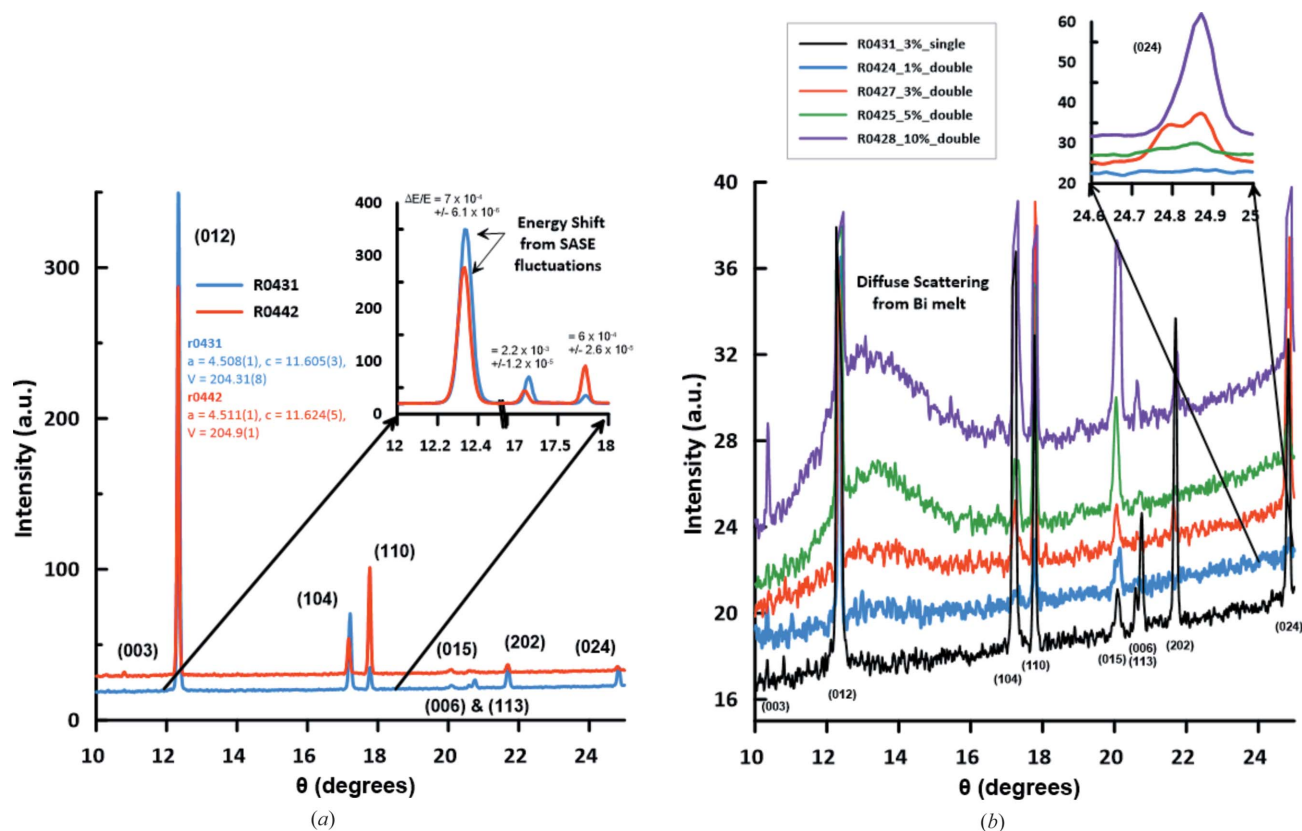 400
300
250
150
50
0
12
12.2
12.4
17
17.5
18
ΔE/E = 7 x 10⁻⁴
+/- 6.1 x 10⁻⁶
Energy Shift
from SASE
fluctuations
= 2.2 x 10⁻³
+/-1.2 x 10⁻⁵
= 6 x 10⁻⁴
+/- 2.6 x 10⁻⁵
(012)
R0431
R0442
r0431
a = 4.508(1), c = 11.605(3),
V = 204.31(8)
r0442
a = 4.511(1), c = 11.624(5),
V = 204.9(1)
300
200
100
0
Intensity (a.u.)
(003)
(104)
(110)
(015)
(202)
(024)
(006) & (113)
10
12
14
16
18
20
22
24
θ (degrees)
(a)
R0431_3%_single
R0424_1%_double
R0427_3%_double
R0425_5%_double
R0428_10%_double
60
50
40
30
20
(024)
24.6
24.7
24.8
24.9
25
40
36
32
28
24
20
16
Intensity (a.u.)
Diffuse Scattering
from Bi melt
(003)
(012)
(104)
(110)
(015)
(006)
(113)
(202)
(024)
10
12
14
16
18
20
22
24
θ (degrees)
(b)